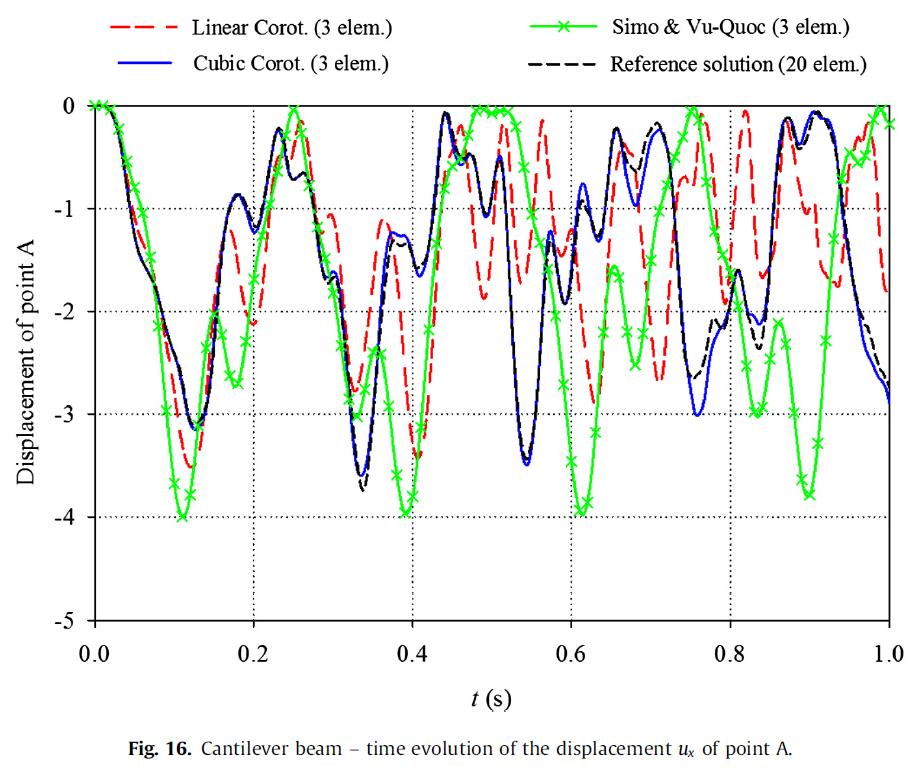 Linear Corot. (3 elem.)
Simo & Vu-Quoc (3 elem.)
Cubic Corot. (3 elem.)
Reference solution (20 elem.)
Displacement of point A
0
-1
-2
-3
-4
-5
0.0 0.2 0.4 0.6 0.8 1.0
t (s)
Fig. 16. Cantilever beam – time evolution of the displacement uₓ of point A.